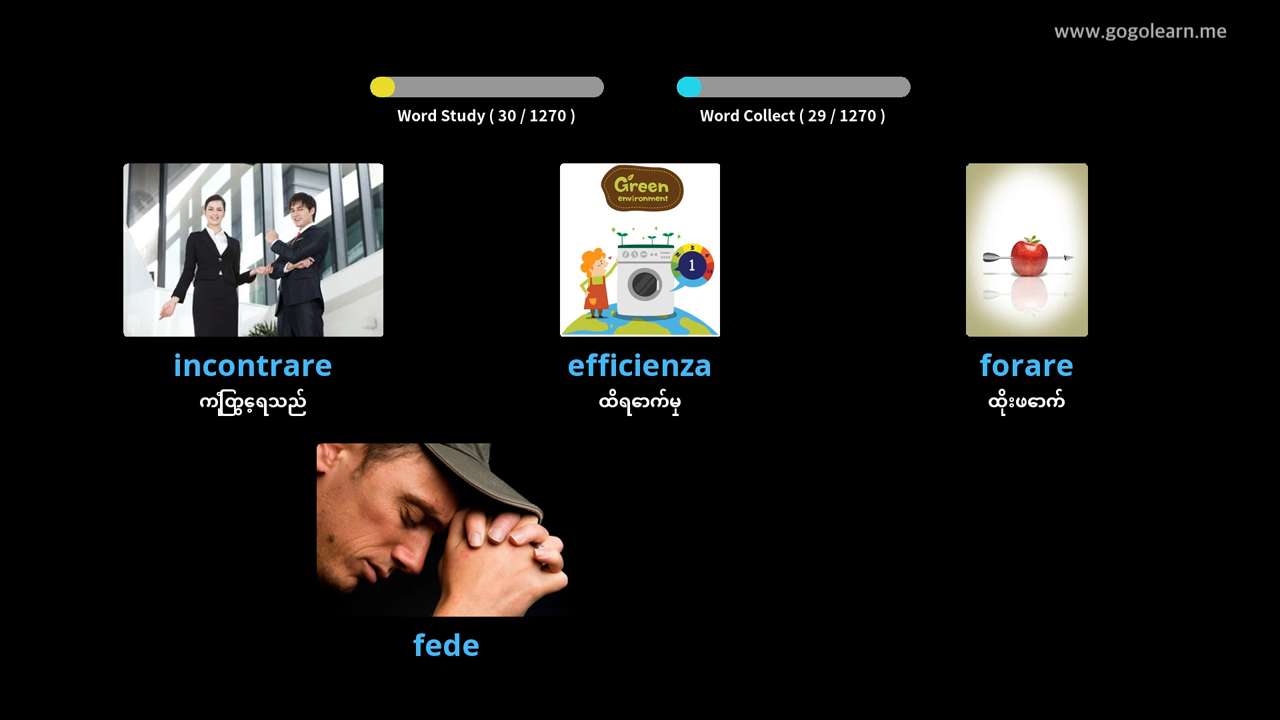 www.gogolearn.me
Word Study ( 30 / 1270 )
Word Collect ( 29 / 1270 )
Green
environment
1
incontrare
efficienza
forare
ကြုံတွေ့ရသည်
ထိရောက်မှု
ထိုးဖောက်
fede